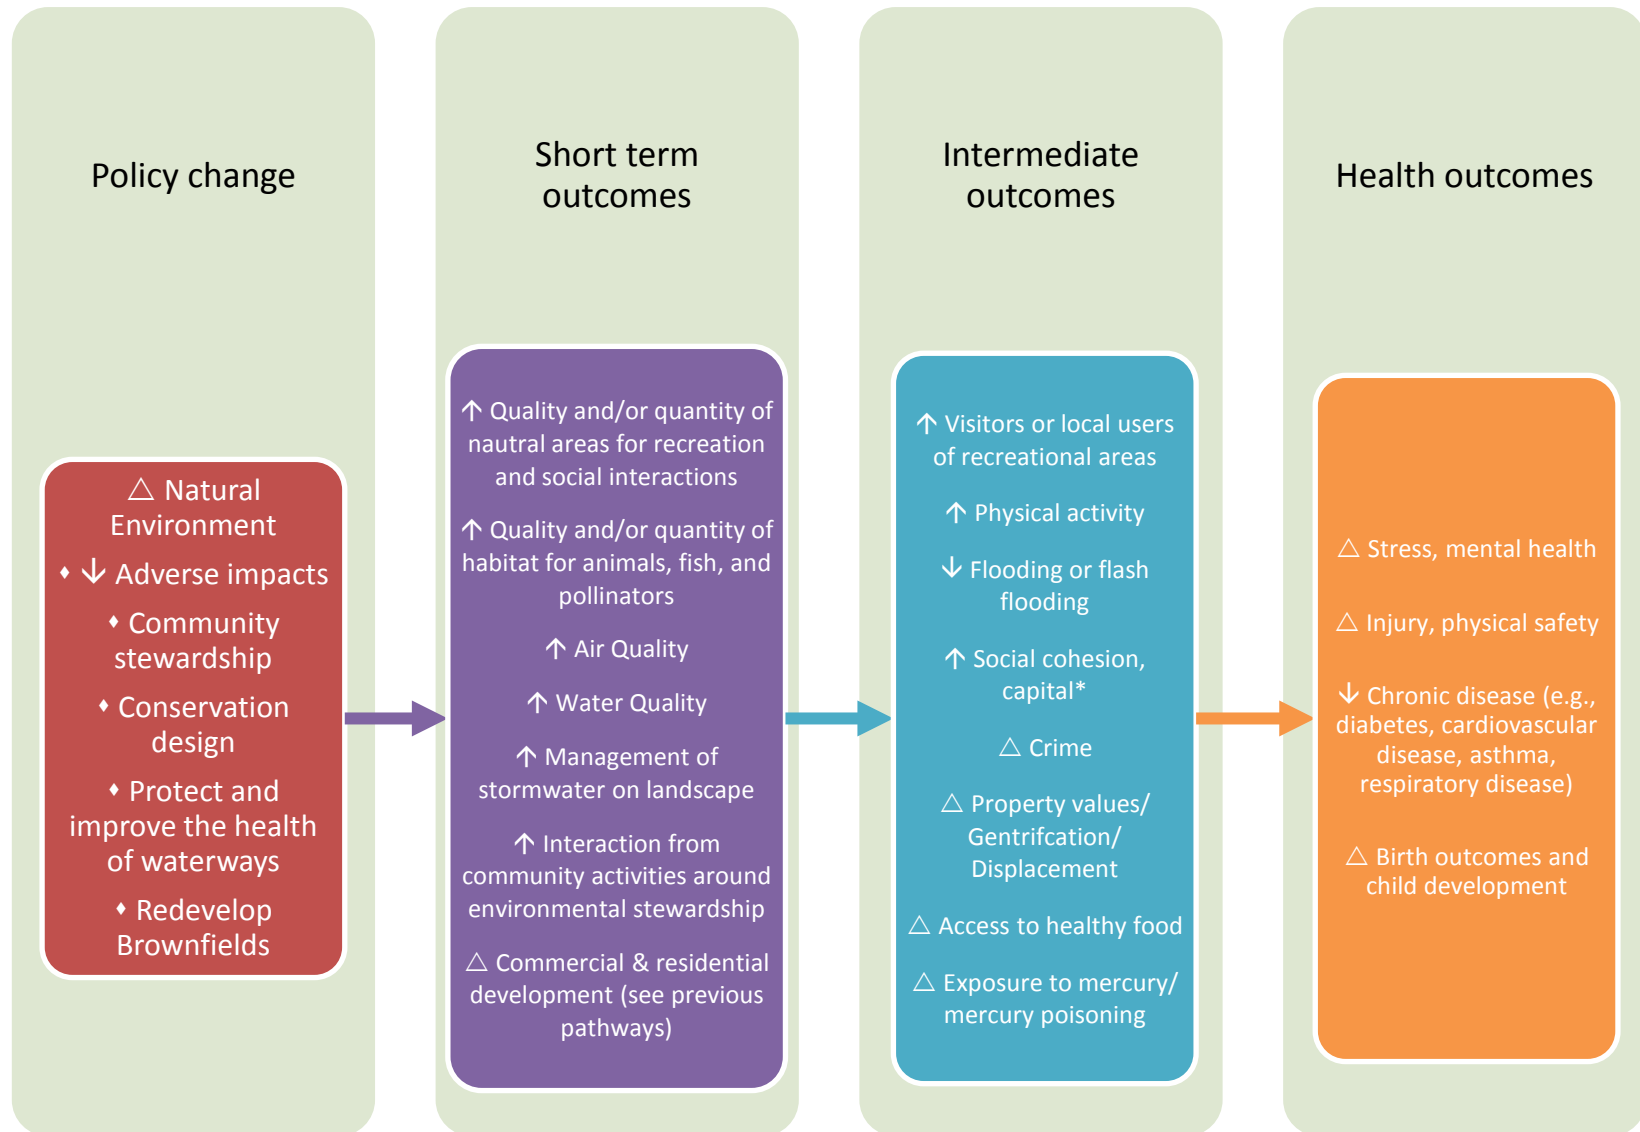 Policy change
△ Natural
Environment
♦ ↓ Adverse impacts
♦ Community
stewardship
♦ Conservation
design
♦ Protect and
improve the health
of waterways
♦ Redevelop
Brownfields
Short term
outcomes
↑ Quality and/or quantity of
nautral areas for recreation
and social interactions
↑ Quality and/or quantity of
habitat for animals, fish, and
pollinators
↑ Air Quality
↑ Water Quality
↑ Management of
stormwater on landscape
↑ Interaction from
community activities around
environmental stewardship
△ Commercial & residential
development (see previous
pathways)
Intermediate
outcomes
↑ Visitors or local users
of recreational areas
↑ Physical activity
↓ Flooding or flash
flooding
↑ Social cohesion,
capital*
△ Crime
△ Property values/
Gentrifcation/
Displacement
△ Access to healthy food
△ Exposure to mercury/
mercury poisoning
Health outcomes
△ Stress, mental health
△ Injury, physical safety
↓ Chronic disease (e.g.,
diabetes, cardiovascular
disease, asthma,
respiratory disease)
△ Birth outcomes and
child development